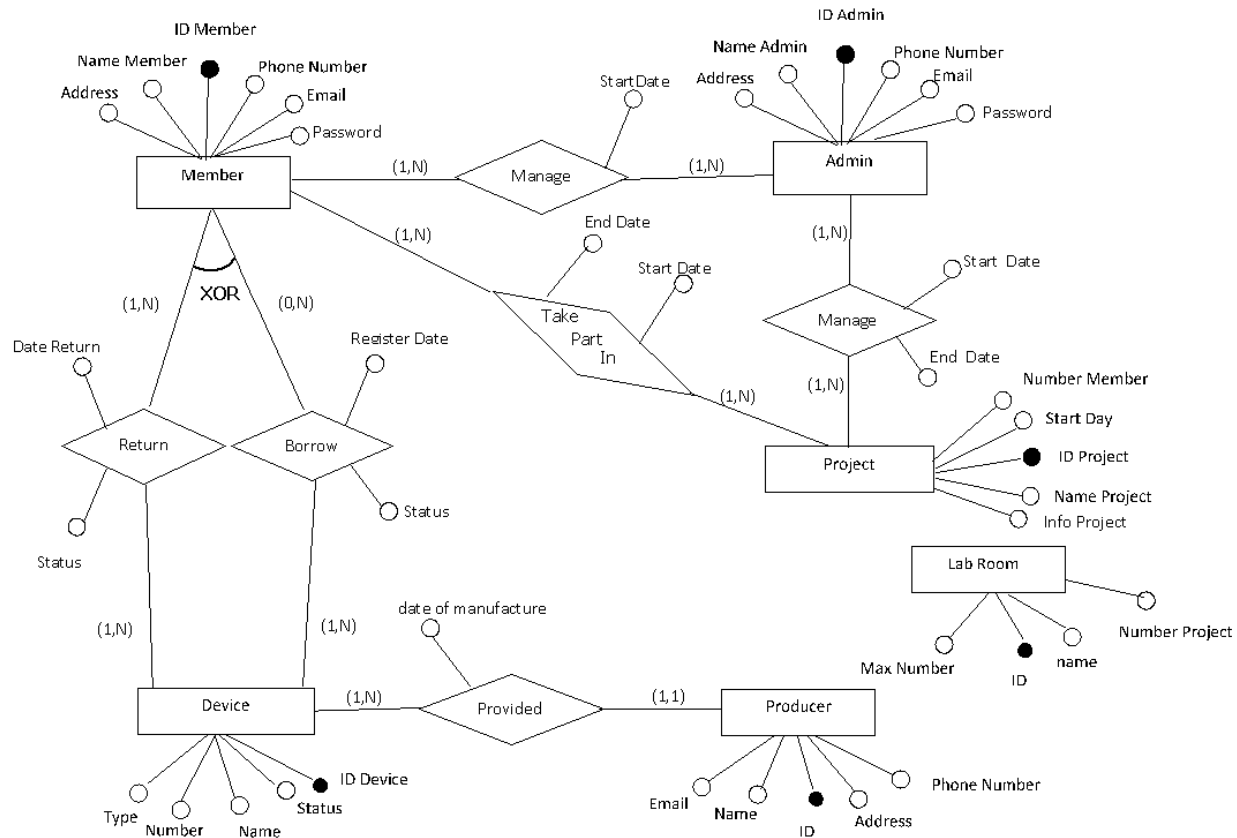 ID Member
Name Member
Phone Number
Address
Email
Password
Member
ID Admin
Name Admin
Phone Number
Address
Email
Password
Admin
StartDate
(1,N)
Manage
(1,N)
(1,N)
End Date
Start Date
Take
Part
In
(1,N)
(1,N)
Start Date
Manage
End Date
(1,N)
XOR
(1,N)
(0,N)
Date Return
Register Date
Return
Borrow
Status
Status
(1,N)
(1,N)
Number Member
Start Day
ID Project
Name Project
Info Project
Project
Lab Room
Number Project
Max Number
name
ID
date of manufacture
Device
(1,N)
Provided
(1,1)
Producer
ID Device
Status
Type
Number
Name
Phone Number
Email
Name
ID
Address